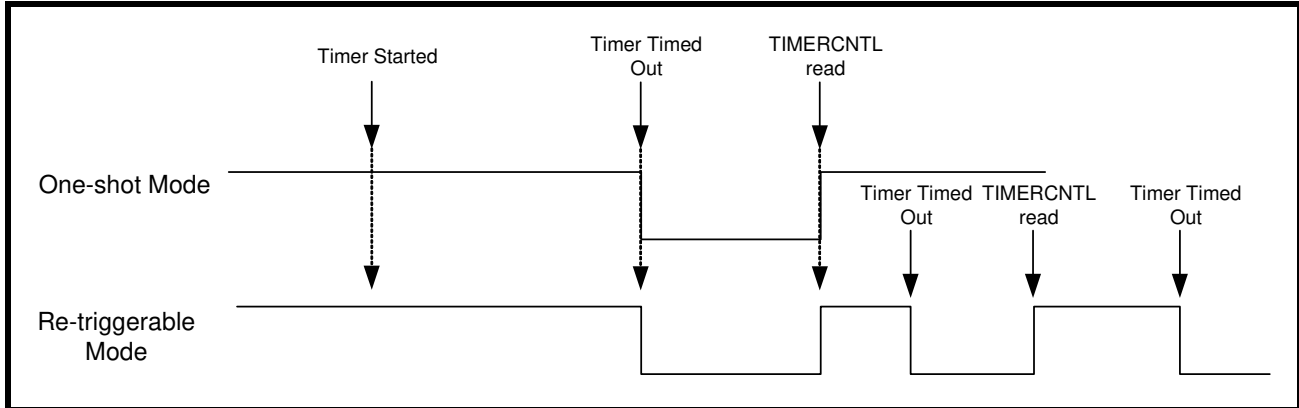 Timer Started
Timer Timed
Out
TIMERCNTL
read
One-shot Mode
Timer Timed
Out
TIMERCNTL
read
Timer Timed
Out
Re-triggerable
Mode